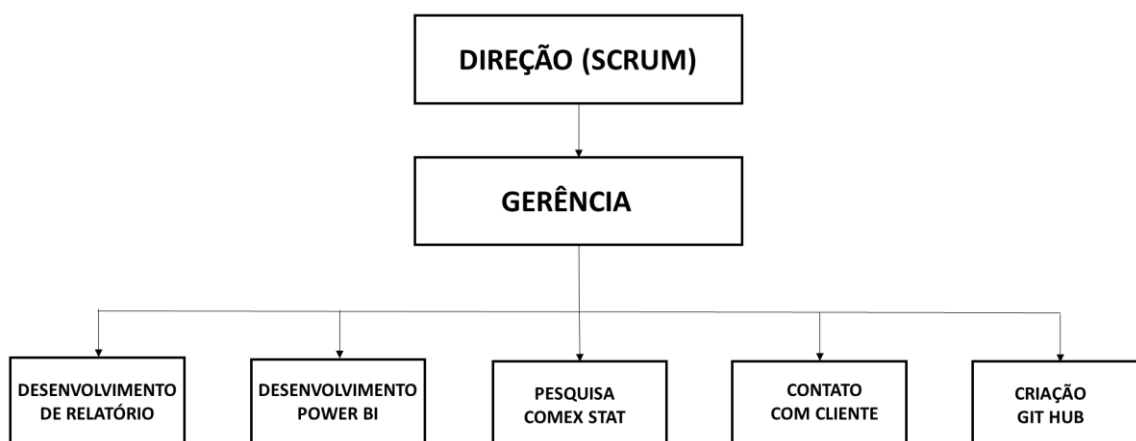 DIREÇÃO (SCRUM)
GERÊNCIA
DESENVOLVIMENTO
DE RELATÓRIO
DESENVOLVIMENTO
POWER BI
PESQUISA
COMEX STAT
CONTATO
COM CLIENTE
CRIAÇÃO
GIT HUB